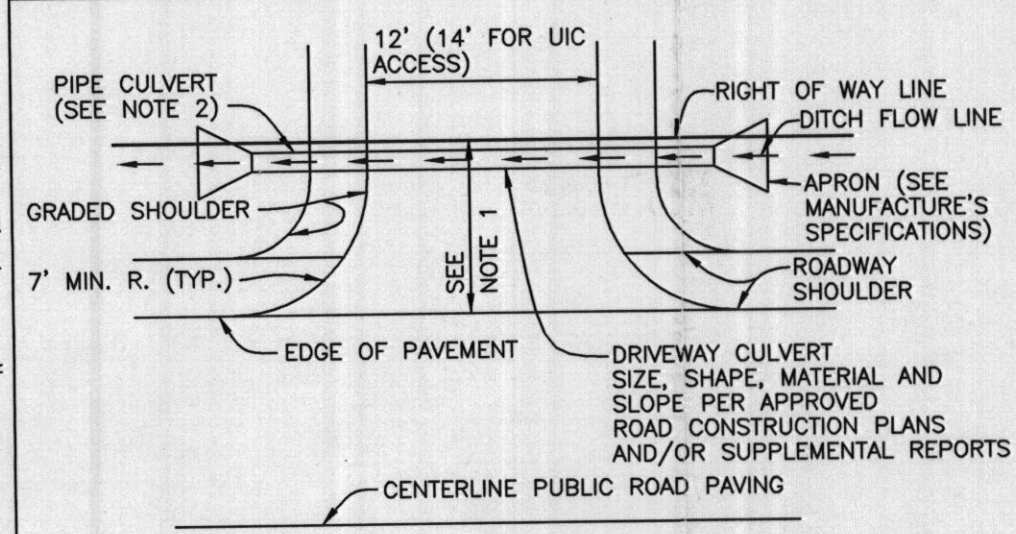 12' (14' FOR UIC
ACCESS)
PIPE CULVERT
(SEE NOTE 2)
RIGHT OF WAY LINE
DITCH FLOW LINE
GRADED SHOULDER
APRON (SEE
MANUFACTURE'S
SPECIFICATIONS)
SEE
NOTE 1
7' MIN. R. (TYP.)
ROADWAY
SHOULDER
EDGE OF PAVEMENT
DRIVEWAY CULVERT
SIZE, SHAPE, MATERIAL AND
SLOPE PER APPROVED
ROAD CONSTRUCTION PLANS
AND/OR SUPPLEMENTAL REPORTS
CENTERLINE PUBLIC ROAD PAVING